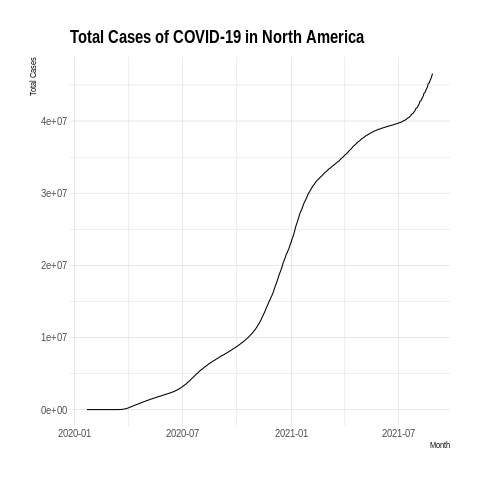 Total Cases of COVID-19 in North America
Total Cases
4e+07
3e+07
2e+07
1e+07
0e+00
2020-01 2020-07 2021-01 2021-07
Month